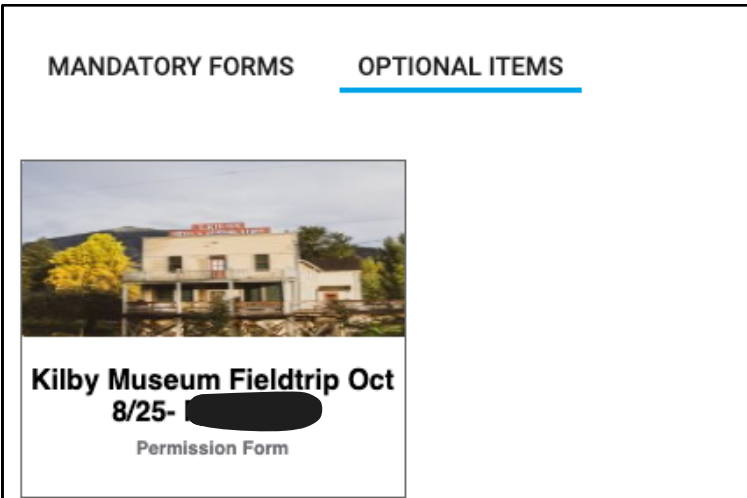 MANDATORY FORMS
OPTIONAL ITEMS
Kilby Museum Fieldtrip Oct
8/25-
Permission Form